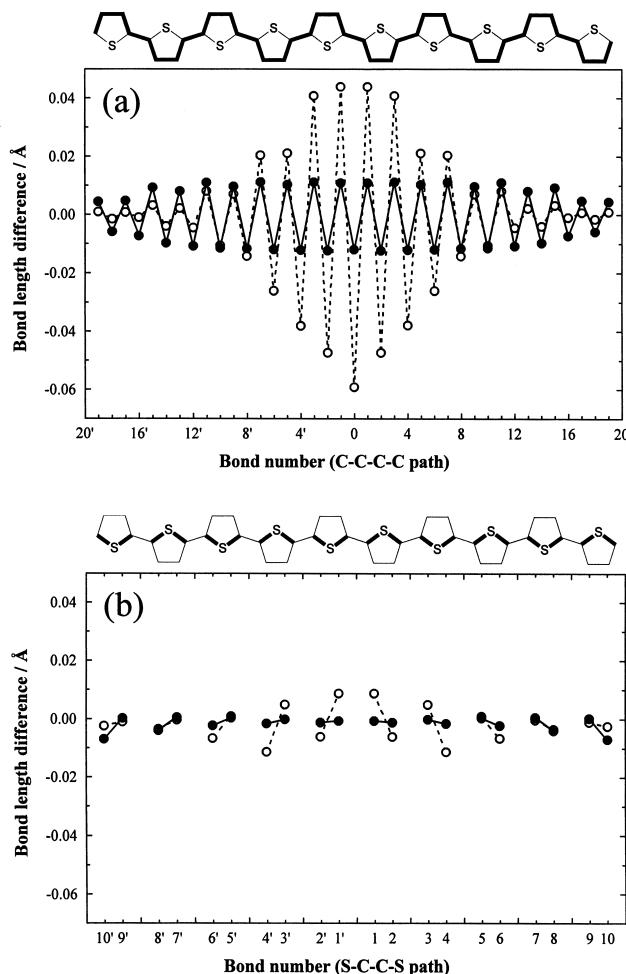 S S S S S S S S S S
(a)
0.04
0.02
0.00
-0.02
-0.04
-0.06
Bond length difference / Å
20' 16' 12' 8' 4' 0 4 8 12 16 20
Bond number (C-C-C-C path)
S S S S S S S S S S
(b)
0.04
0.02
0.00
-0.02
-0.04
-0.06
Bond length difference / Å
10' 9' 8' 7' 6' 5' 4' 3' 2' 1' 1 2 3 4 5 6 7 8 9 10
Bond number (S-C-C-S path)